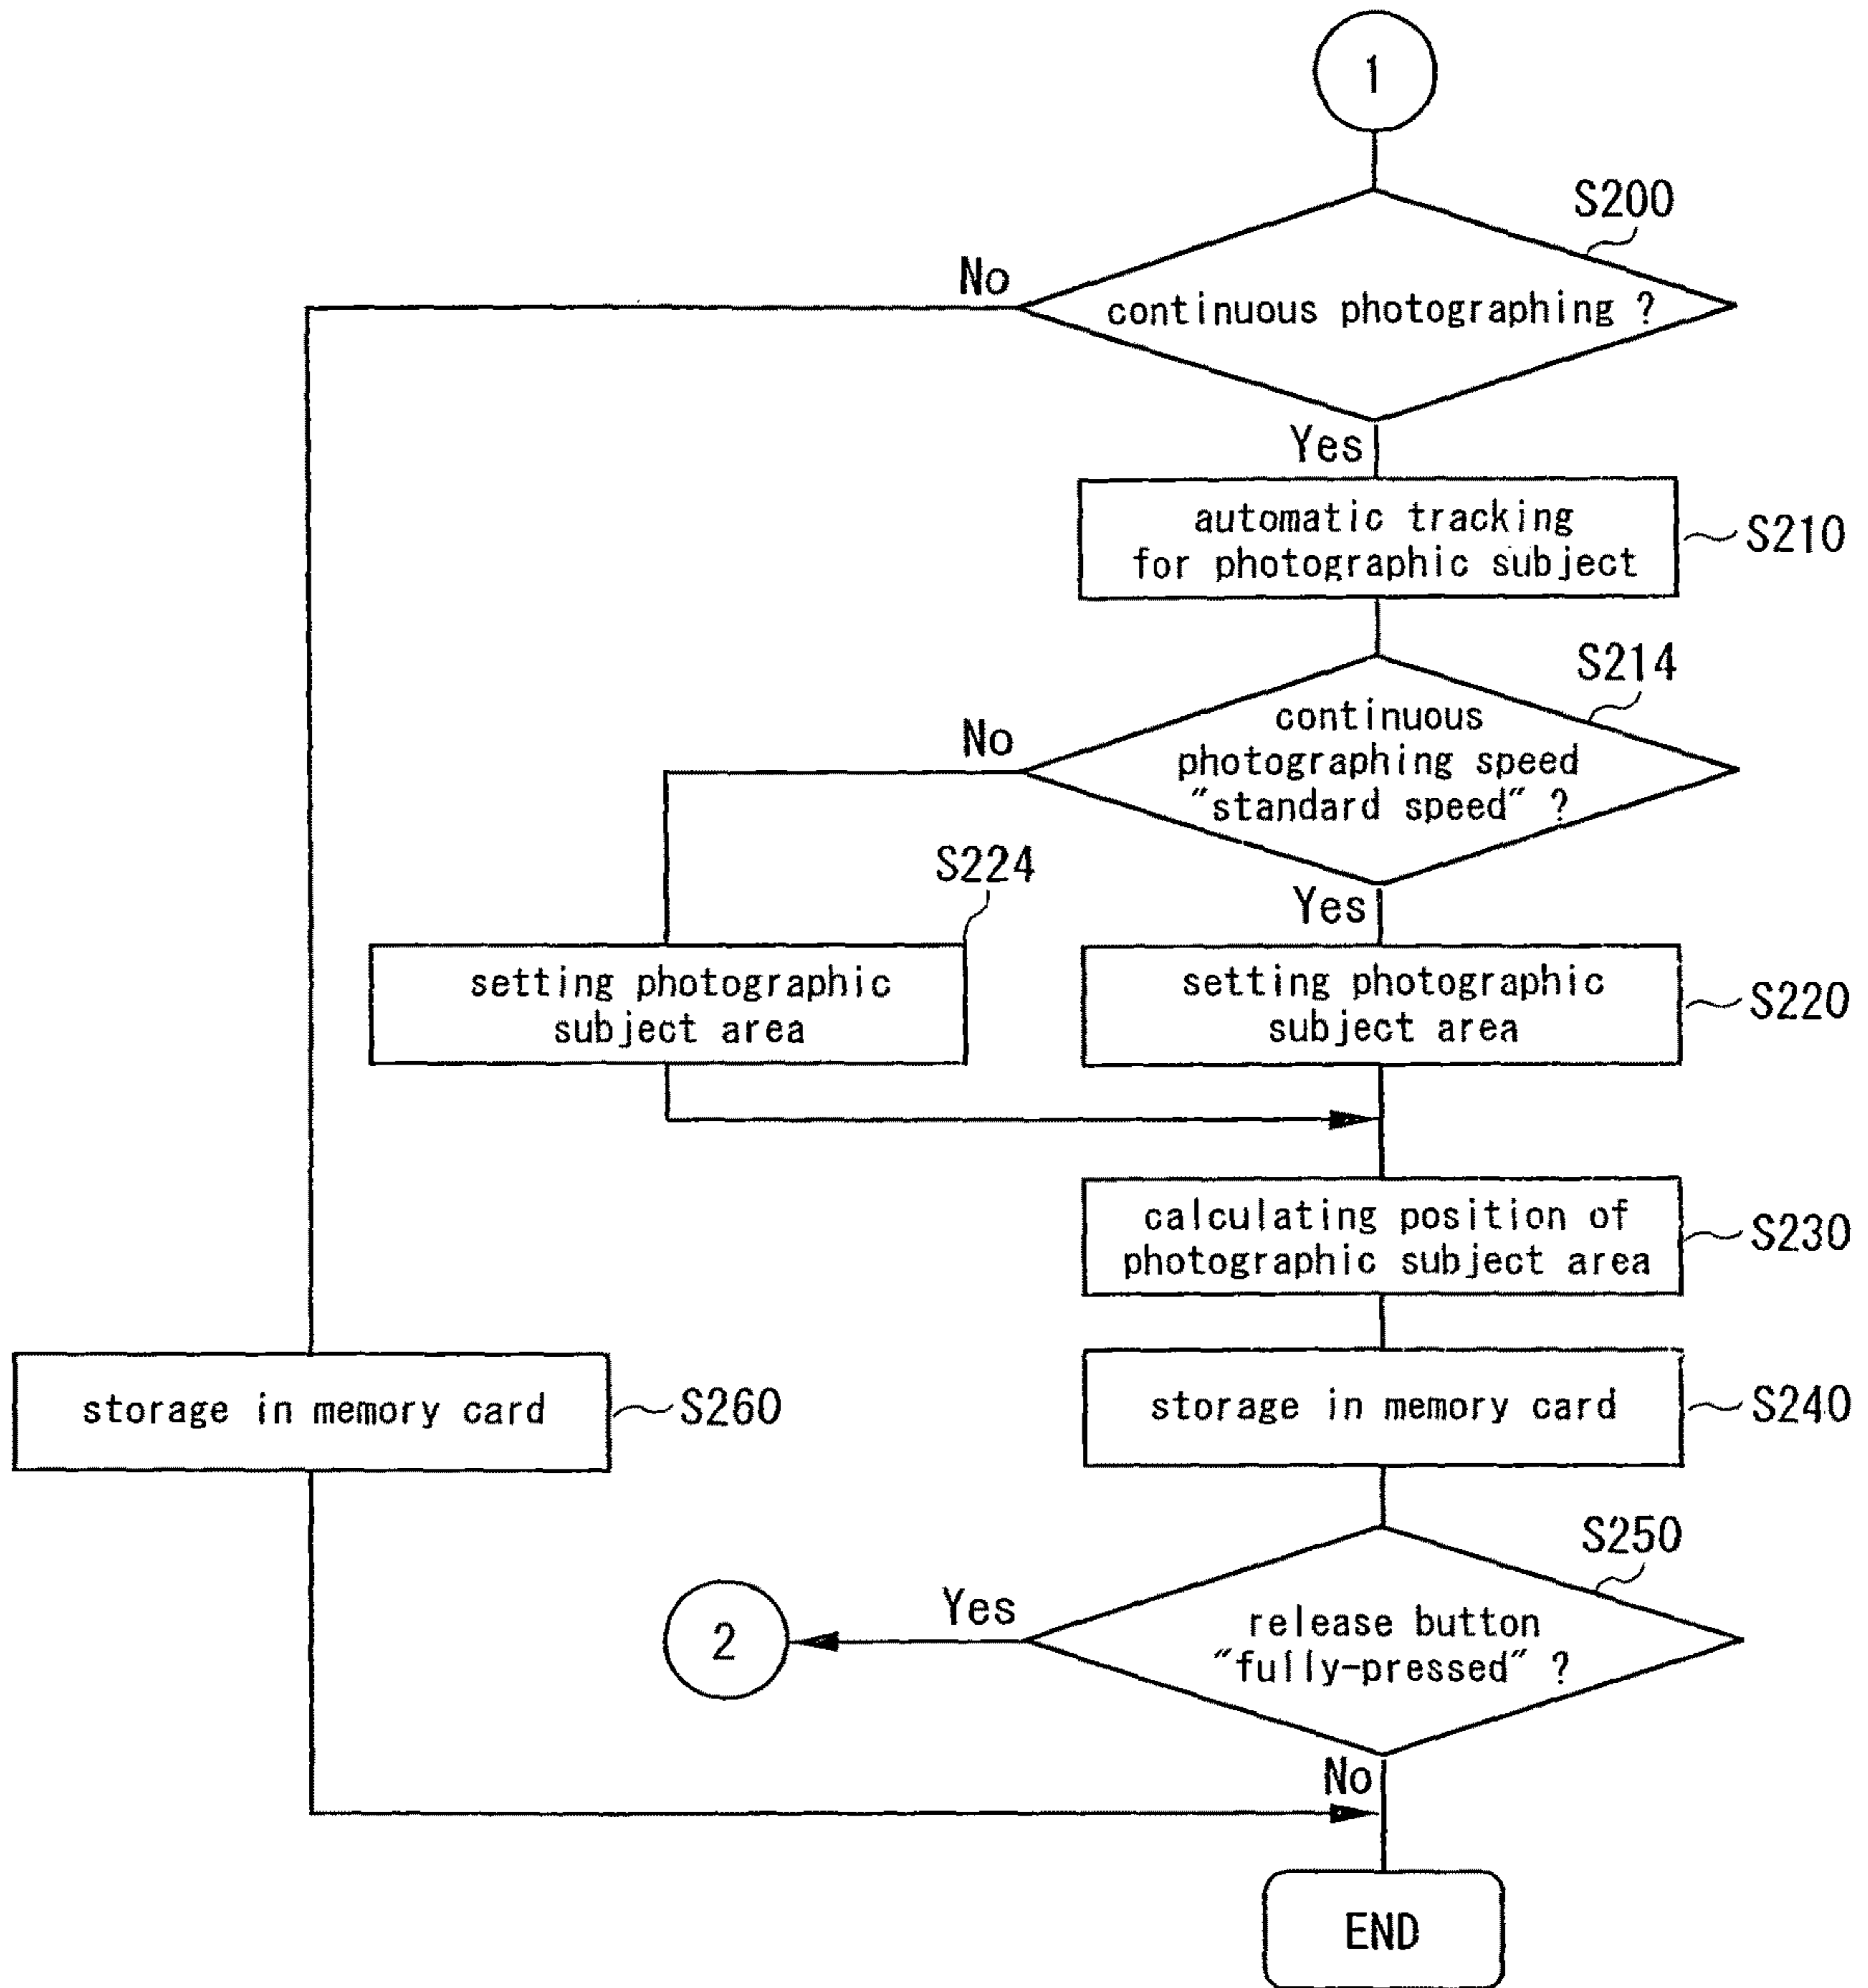 1
S200
No
continuous photographing ?
Yes
automatic tracking
for photographic subject
S210
S214
No
continuous
photographing speed
"standard speed" ?
S224
Yes
setting photographic
subject area
setting photographic
subject area
S220
calculating position of
photographic subject area
S230
storage in memory card
S260
storage in memory card
S240
S250
Yes
2
release button
"fully-pressed" ?
No
END